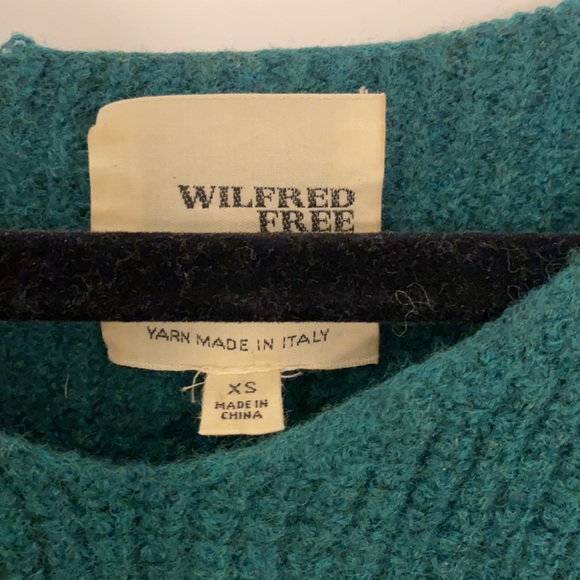 WILFRED
FREE
YARN MADE IN ITALY
XS
MADE IN
CHINA